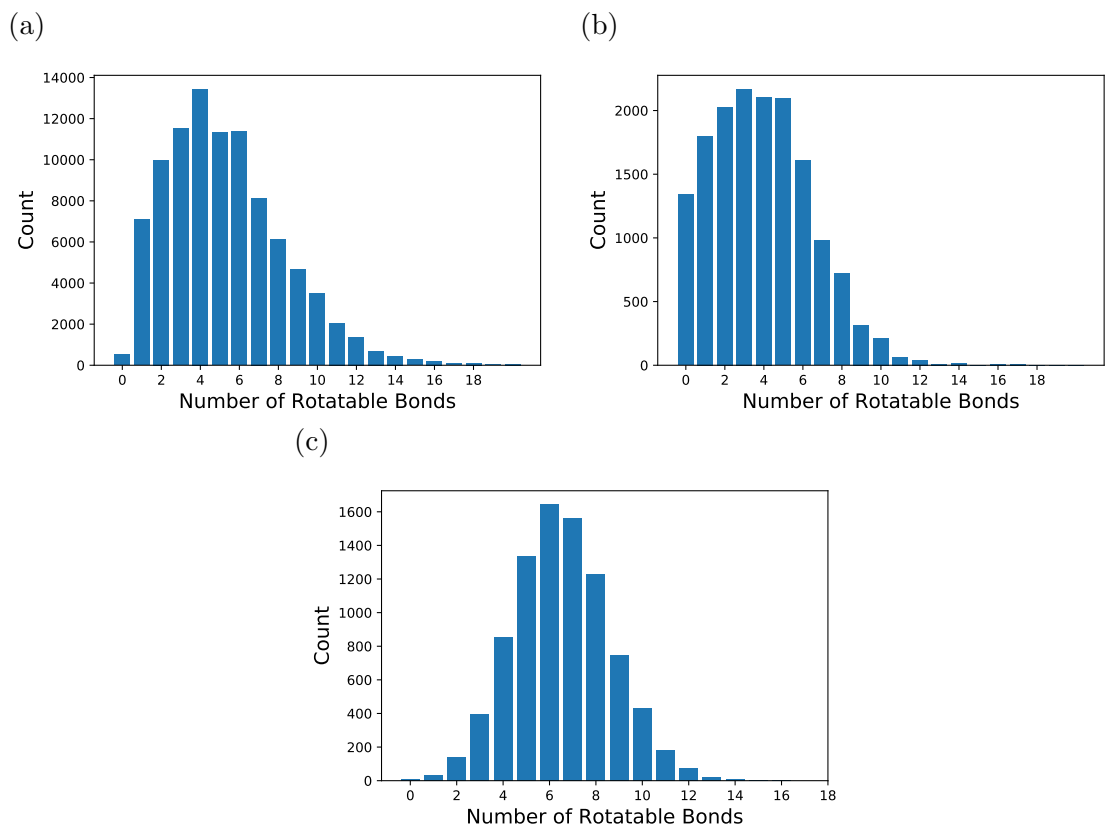 (a)
(b)
14000
12000
10000
8000
6000
4000
2000
0
Count
0 2 4 6 8 10 12 14 16 18
Number of Rotatable Bonds
2000
1500
1000
500
0
Count
0 2 4 6 8 10 12 14 16 18
Number of Rotatable Bonds
(c)
1600
1400
1200
1000
800
600
400
200
0
Count
0 2 4 6 8 10 12 14 16 18
Number of Rotatable Bonds